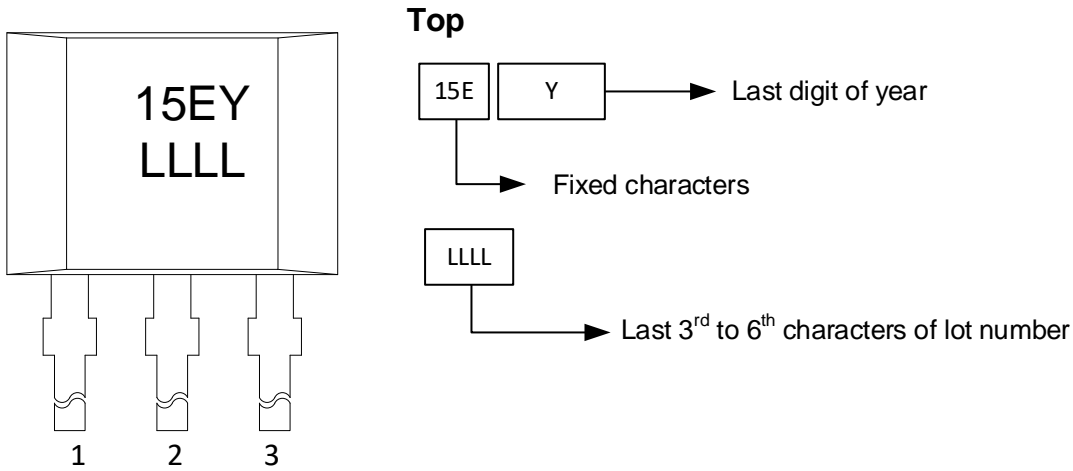 15EY
LLLL
1 2 3
Top
15E Y Last digit of year
Fixed characters
LLLL
Last 3rd to 6th characters of lot number